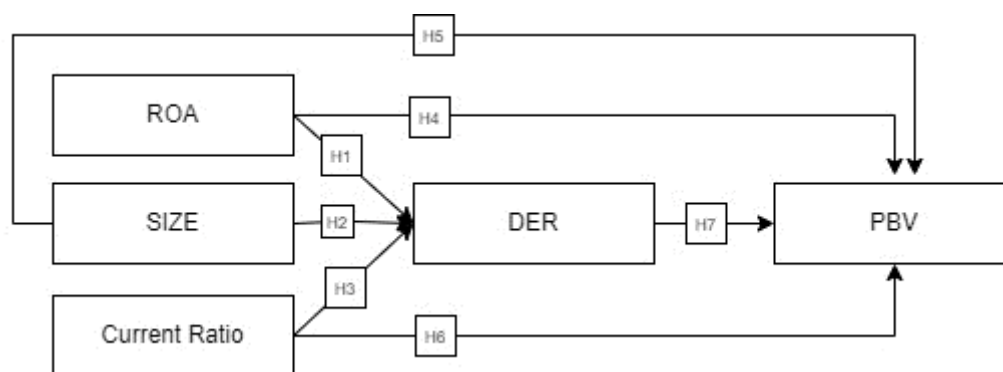 H5
ROA
H4
H1
SIZE
H2
DER
H7
PBV
H3
Current Ratio
H6